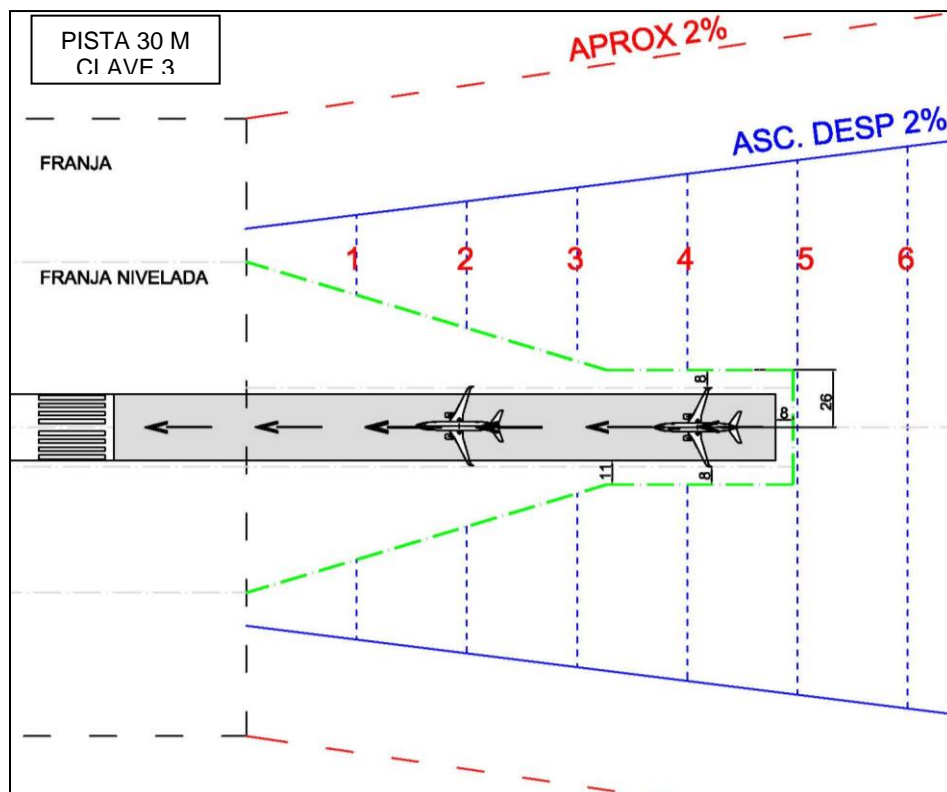 PISTA 30 M
CLAVE 3
APROX 2%
ASC. DESP 2%
FRANJA
FRANJA NIVELADA
1
2
3
4
5
6
8
8
26
11
8